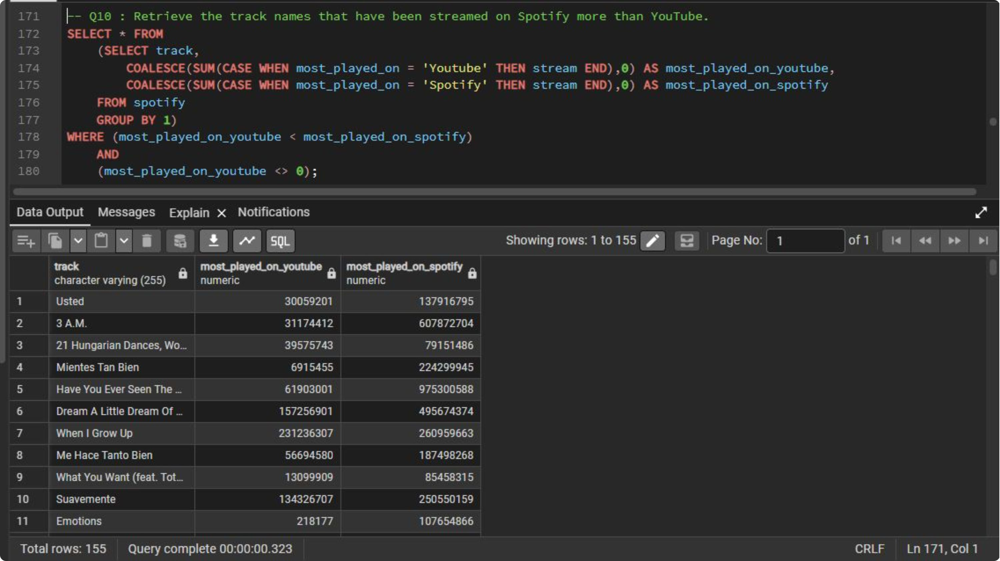 171 -- Q10 : Retrieve the track names that have been streamed on Spotify more than YouTube.
172 SELECT * FROM
173 (SELECT track,
174 COALESCE(SUM(CASE WHEN most_played_on = 'Youtube' THEN stream END),0) AS most_played_on_youtube,
175 COALESCE(SUM(CASE WHEN most_played_on = 'Spotify' THEN stream END),0) AS most_played_on_spotify
176 FROM spotify
177 GROUP BY 1)
178 WHERE (most_played_on_youtube < most_played_on_spotify)
179 AND
180 (most_played_on_youtube <> 0);
Data Output Messages Explain × Notifications
SQL Showing rows: 1 to 155 Page No: 1 of 1
track most_played_on_youtube most_played_on_spotify
character varying (255) numeric numeric
1 Usted 30059201 137916795
2 3 A.M. 31174412 607872704
3 21 Hungarian Dances, Wo... 39575743 79151486
4 Mientes Tan Bien 6915455 224299945
5 Have You Ever Seen The ... 61903001 975300588
6 Dream A Little Dream Of ... 157256901 495674374
7 When I Grow Up 231236307 260959663
8 Me Hace Tanto Bien 56694580 187498268
9 What You Want (feat. Tot... 13099909 85458315
10 Suavemente 134326707 250550159
11 Emotions 218177 107654866
Total rows: 155 Query complete 00:00:00.323 CRLF Ln 171, Col 1